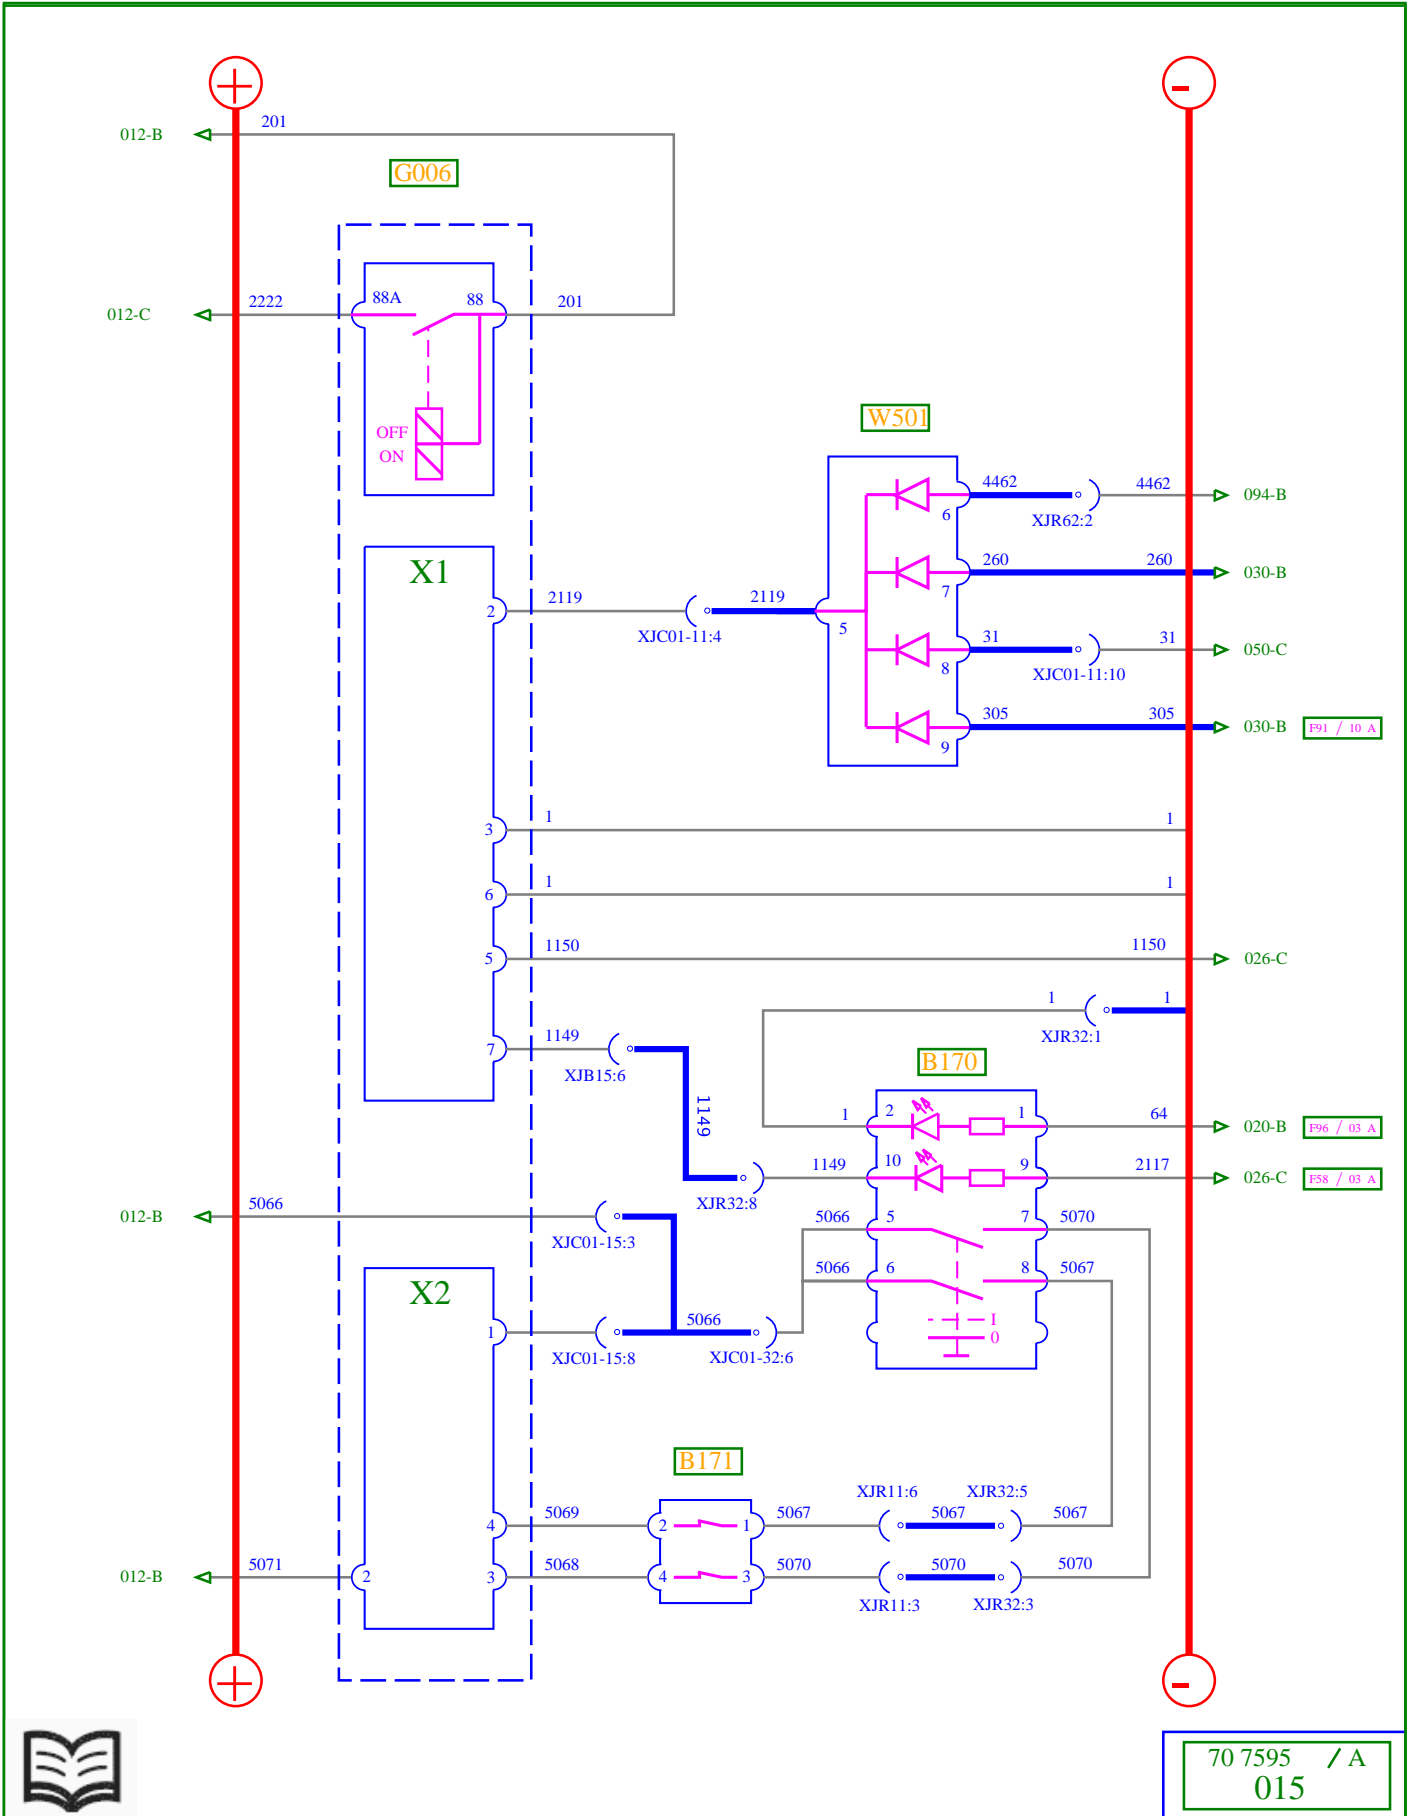 201
012-B
G006
2222
88A
88
201
012-C
OFF
ON
W501
4462
4462
094-B
6
XJR62:2
X1
260
260
030-B
7
2
2119
2119
5
XJC01-11:4
31
31
050-C
8
XJC01-11:10
305
305
030-B
F91 / 10 A
9
3
1
1
6
1
1
5
1150
1150
026-C
1
1
XJR32:1
7
1149
XJB15:6
B170
1149
1
2
1
64
020-B
F96 / 03 A
1149
10
9
2117
026-C
F58 / 03 A
XJR32:8
5066
012-B
XJC01-15:3
5066
5
7
5070
5066
6
8
5067
X2
1
5066
I
0
XJC01-15:8
XJC01-32:6
B171
XJR11:6
XJR32:5
4
5069
2
1
5067
5067
5067
5071
012-B
2
3
5068
4
3
5070
5070
5070
XJR11:3
XJR32:3
70 7595 / A
015